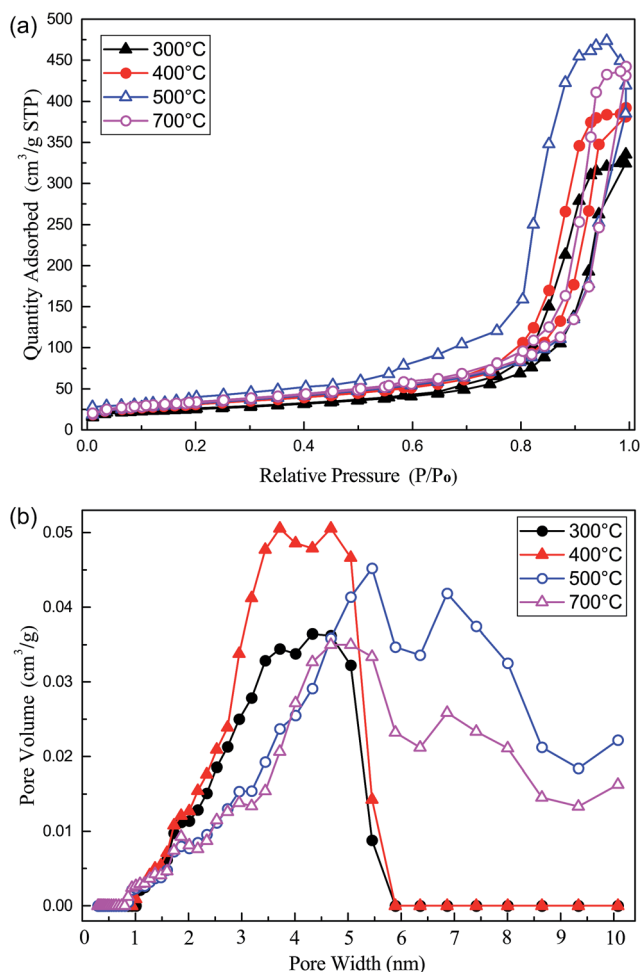 (a)
300°C
400°C
500°C
700°C
Quantity Adsorbed (cm³/g STP)
500
450
400
350
300
250
200
150
100
50
0
0.0 0.2 0.4 0.6 0.8 1.0
Relative Pressure (P/Po)
(b)
300°C
400°C
500°C
700°C
Pore Volume (cm³/g)
0.05
0.04
0.03
0.02
0.01
0.00
0 1 2 3 4 5 6 7 8 9 10
Pore Width (nm)